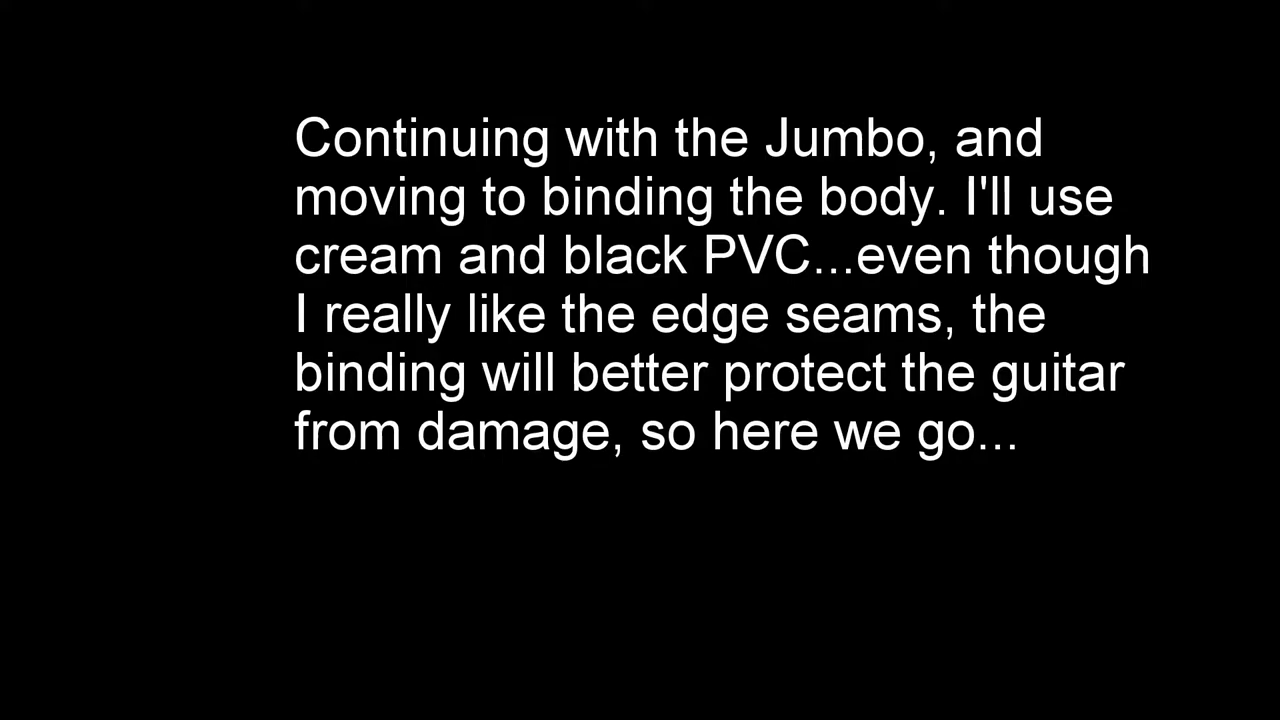 Continuing with the Jumbo, and
moving to binding the body. I'll use
cream and black PVC...even though
I really like the edge seams, the
binding will better protect the guitar
from damage, so here we go...